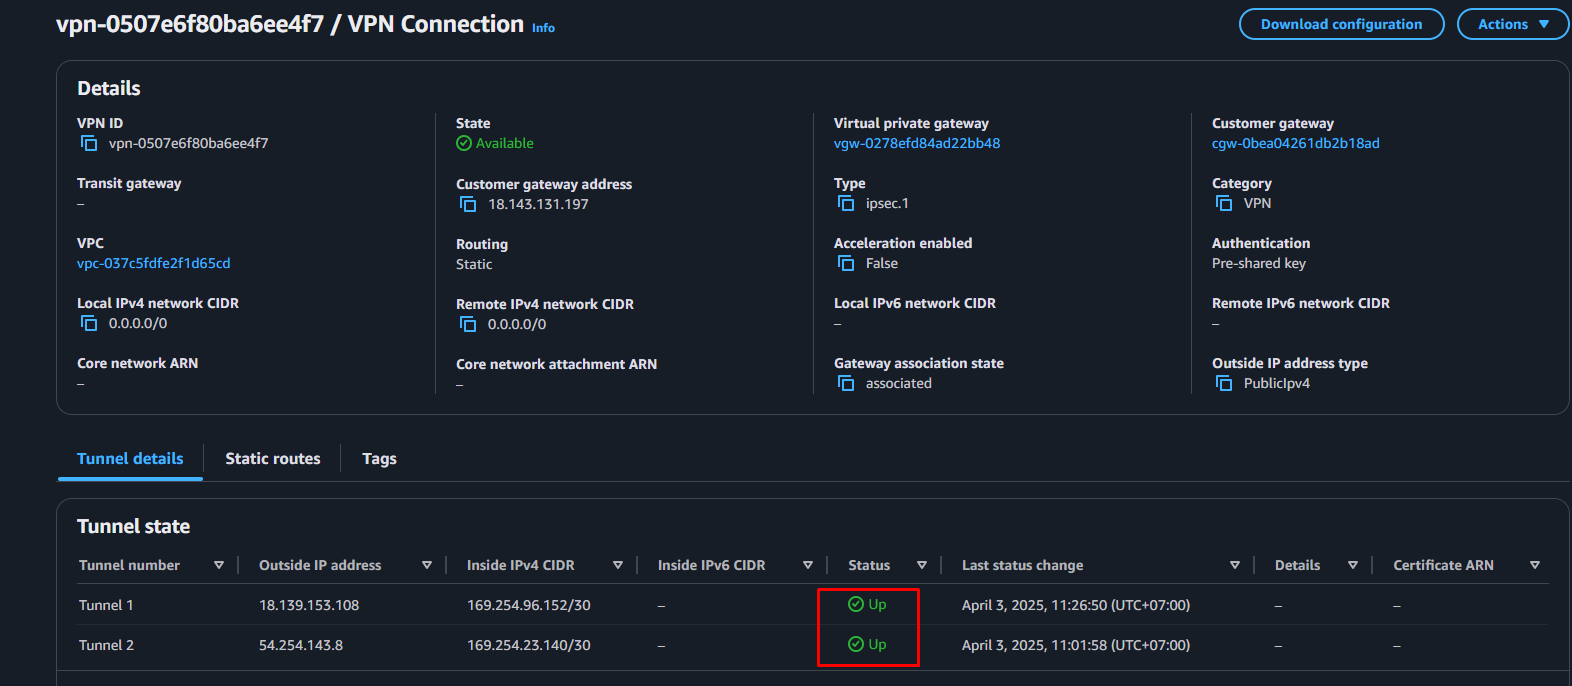 vpn-0507e6f80ba6ee4f7 / VPN Connection Info
Download configuration
Actions
Details
VPN ID
vpn-0507e6f80ba6ee4f7
State
Available
Virtual private gateway
vgw-0278efd84ad22bb48
Customer gateway
cgw-0bea04261db2b18ad
Transit gateway
–
Customer gateway address
18.143.131.197
Type
ipsec.1
Category
VPN
VPC
vpc-037c5fdfe2f1d65cd
Routing
Static
Acceleration enabled
False
Authentication
Pre-shared key
Local IPv4 network CIDR
0.0.0.0/0
Remote IPv4 network CIDR
0.0.0.0/0
Local IPv6 network CIDR
–
Remote IPv6 network CIDR
–
Core network ARN
–
Core network attachment ARN
–
Gateway association state
associated
Outside IP address type
PublicIpv4
Tunnel details
Static routes
Tags
Tunnel state
Tunnel number Outside IP address Inside IPv4 CIDR Inside IPv6 CIDR Status Last status change Details Certificate ARN
Tunnel 1 18.139.153.108 169.254.96.152/30 – Up April 3, 2025, 11:26:50 (UTC+07:00) – –
Tunnel 2 54.254.143.8 169.254.23.140/30 – Up April 3, 2025, 11:01:58 (UTC+07:00) – –